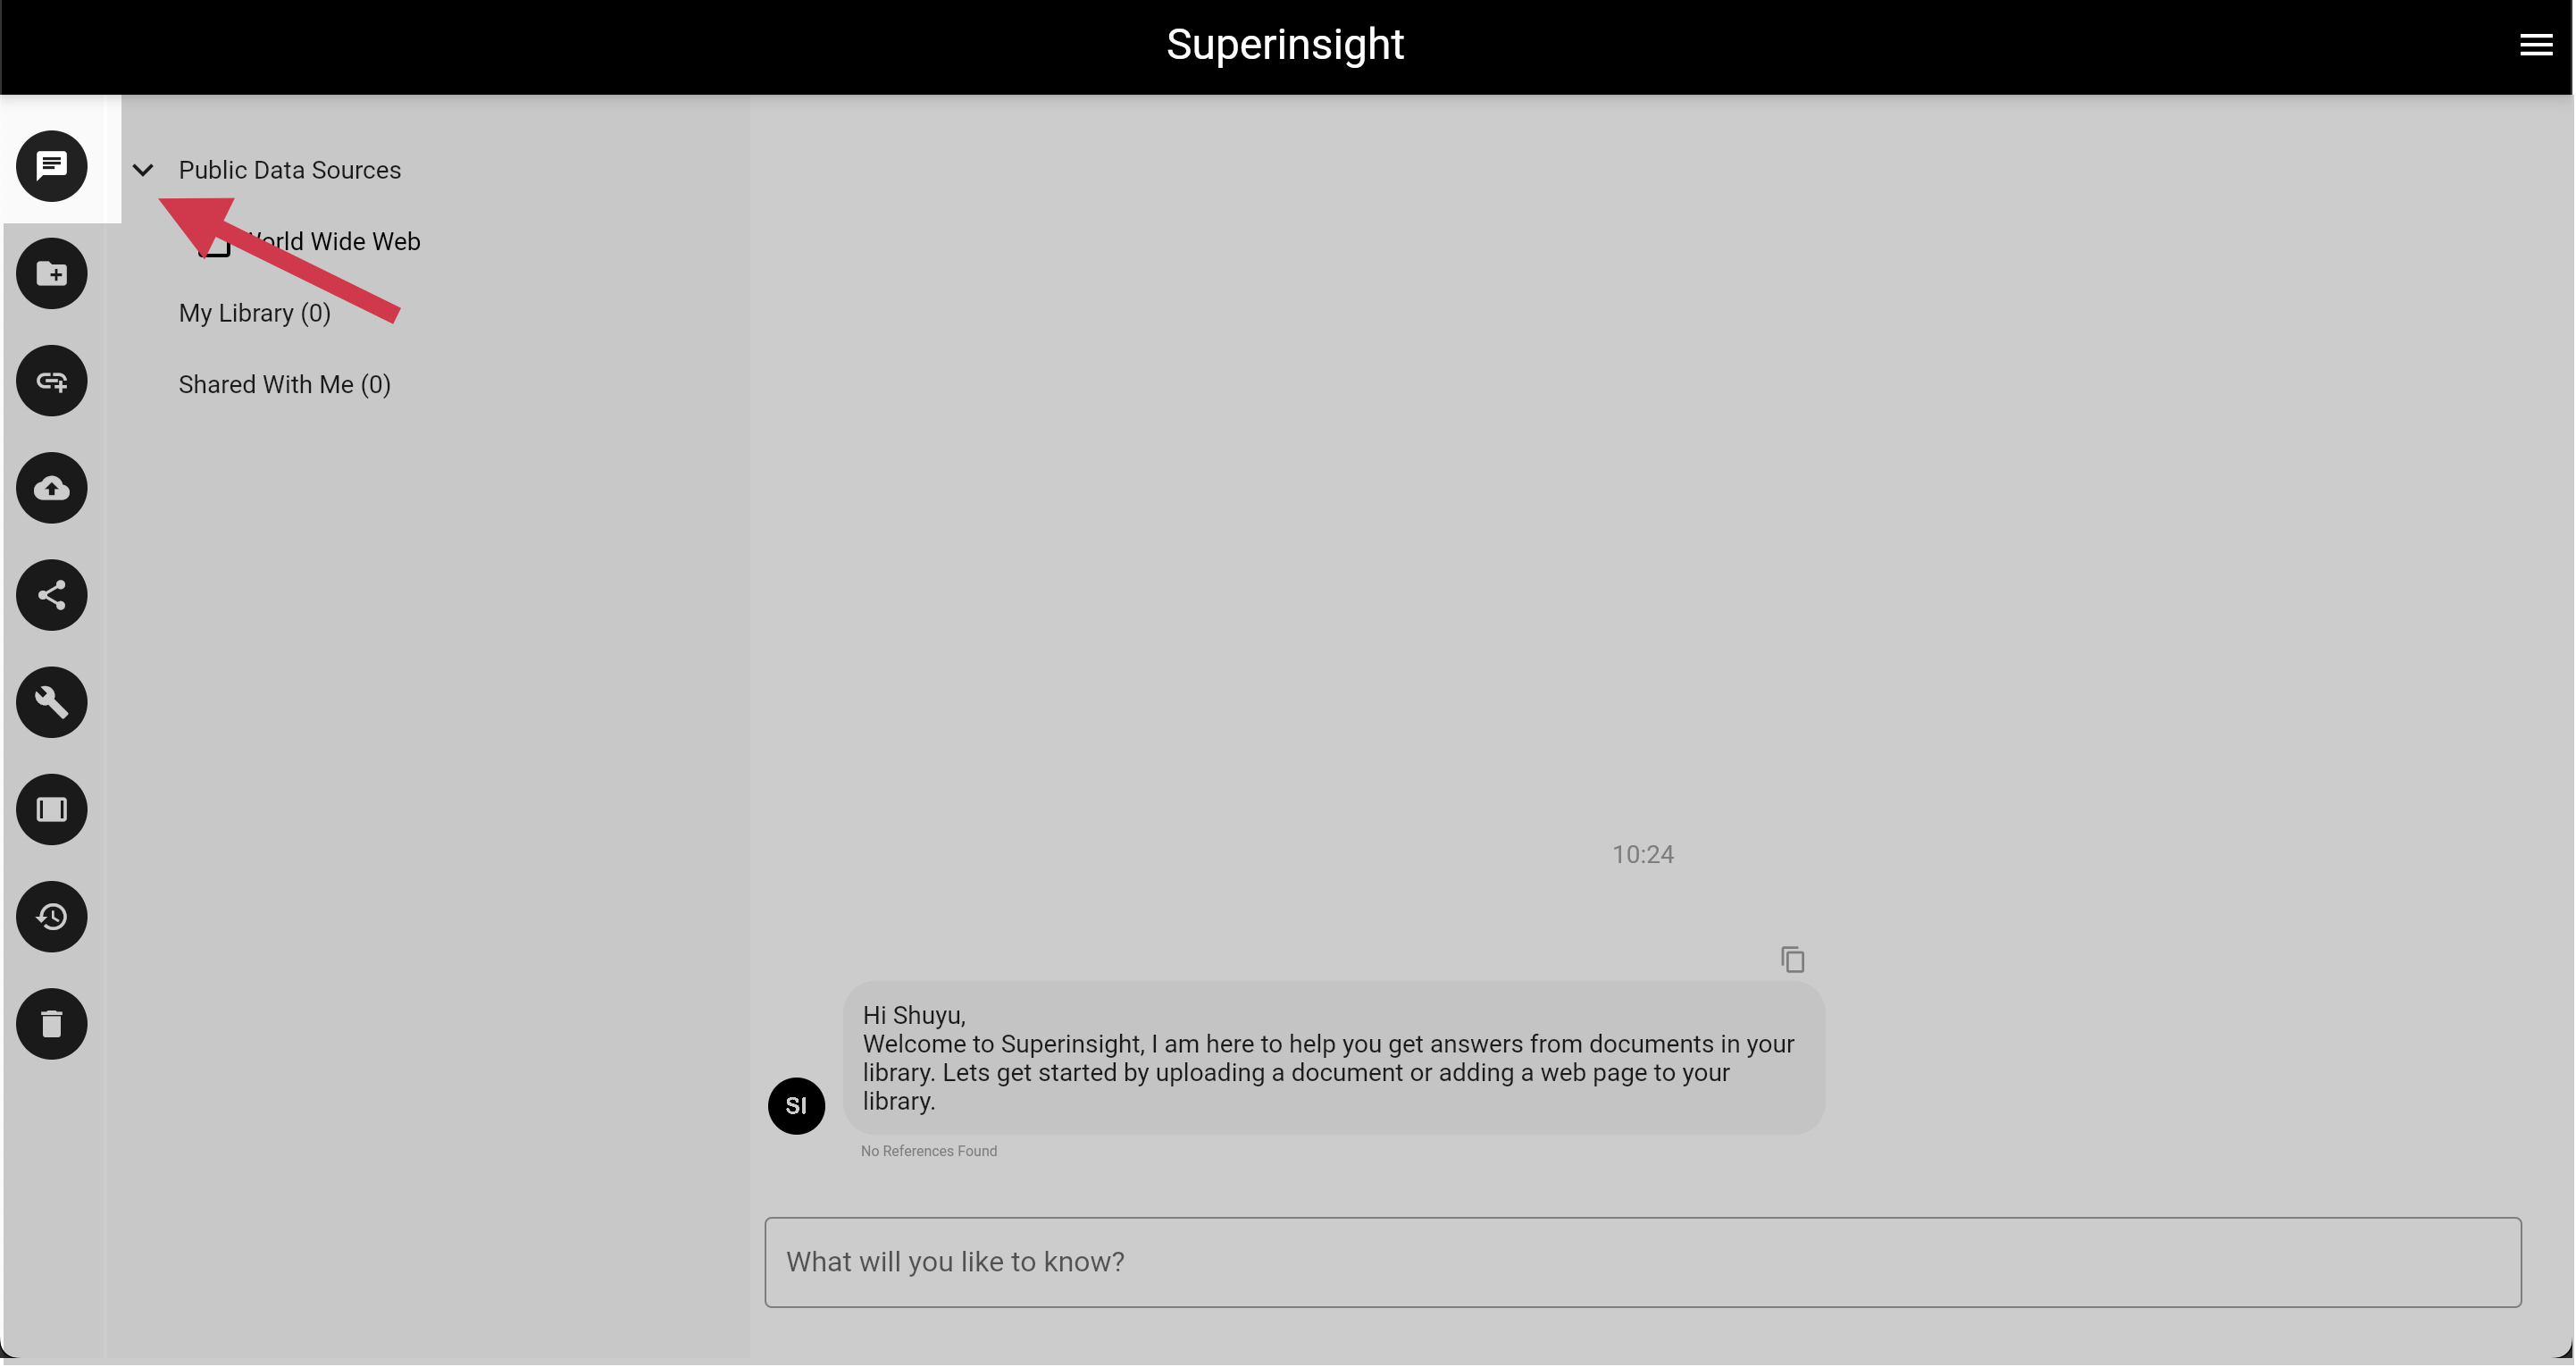 Superinsight
Public Data Sources
World Wide Web
My Library (0)
Shared With Me (0)
10:24
Hi Shuyu,
Welcome to Superinsight, I am here to help you get answers from documents in your
library. Lets get started by uploading a document or adding a web page to your
library.
SI
No References Found
What will you like to know?